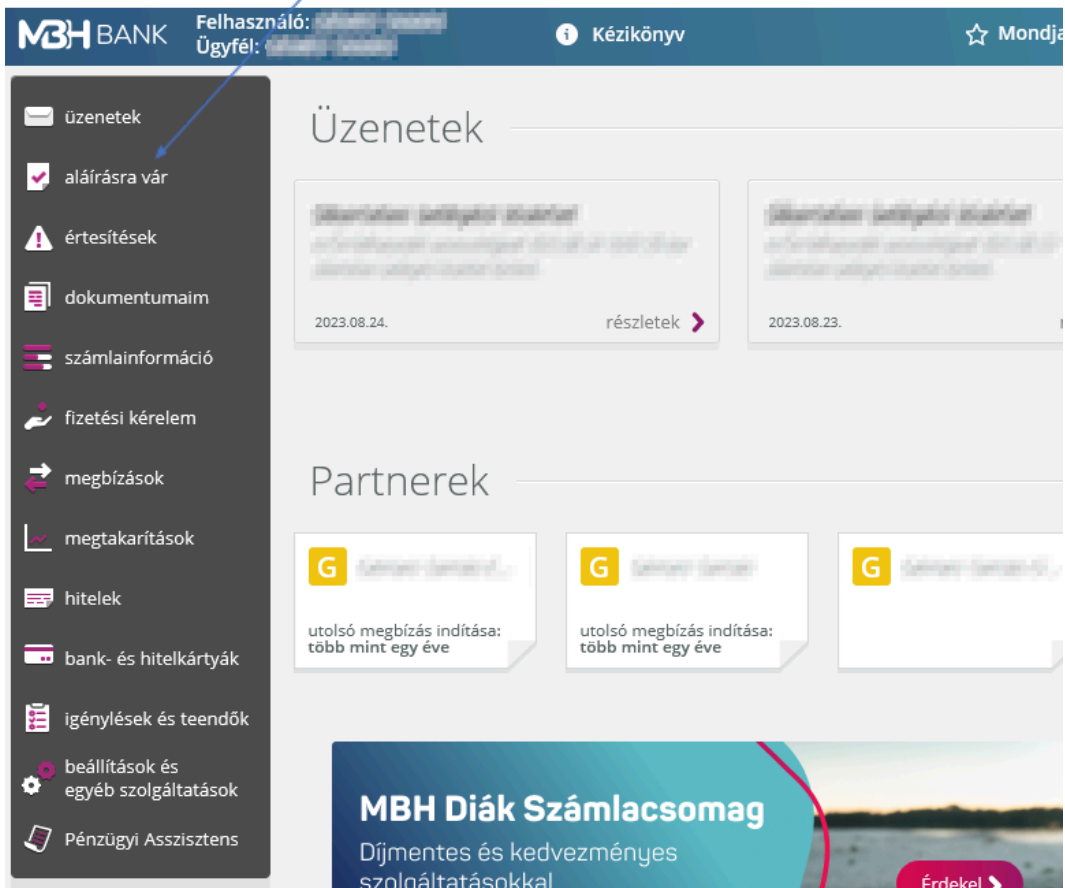 MBH BANK
Felhasználó:
Ügyfél:
Kézikönyv
Mondja
üzenetek
aláírásra vár
értesítések
dokumentumaim
számlainformáció
fizetési kérelem
megbízások
megtakarítások
hitelek
bank- és hitelkártyák
igénylések és teendők
beállítások és
egyéb szolgáltatások
Pénzügyi Asszisztens
Üzenetek
2023.08.24.
részletek
2023.08.23.
Partnerek
G
utolsó megbízás indítása:
több mint egy éve
G
utolsó megbízás indítása:
több mint egy éve
G
MBH Diák Számlacsomag
Díjmentes és kedvezményes
szolgáltatásokkal
Érdekel